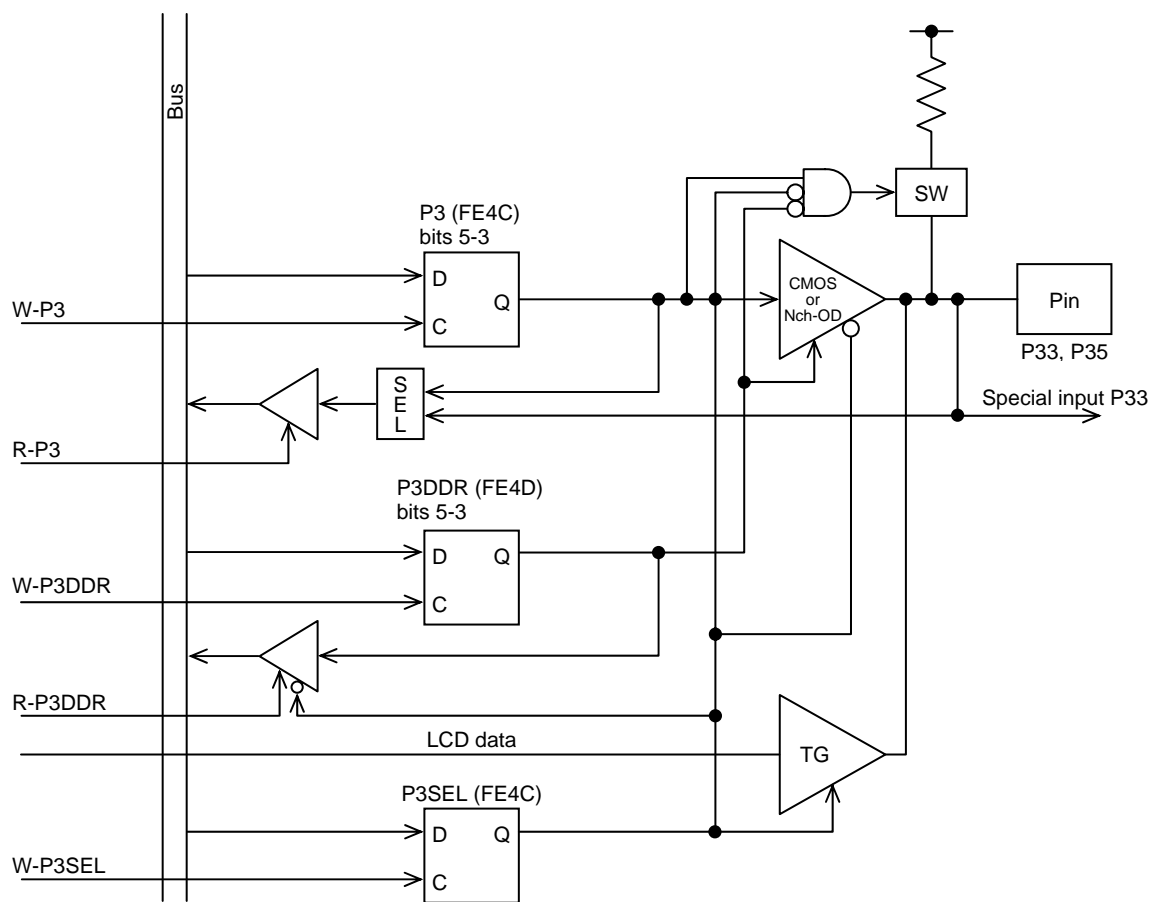 Bus
SW
P3 (FE4C)
bits 5-3
D
Q
C
W-P3
CMOS
or
Nch-OD
Pin
P33, P35
SEL
Special input P33
R-P3
P3DDR (FE4D)
bits 5-3
D
Q
C
W-P3DDR
R-P3DDR
LCD data
TG
P3SEL (FE4C)
D
Q
C
W-P3SEL